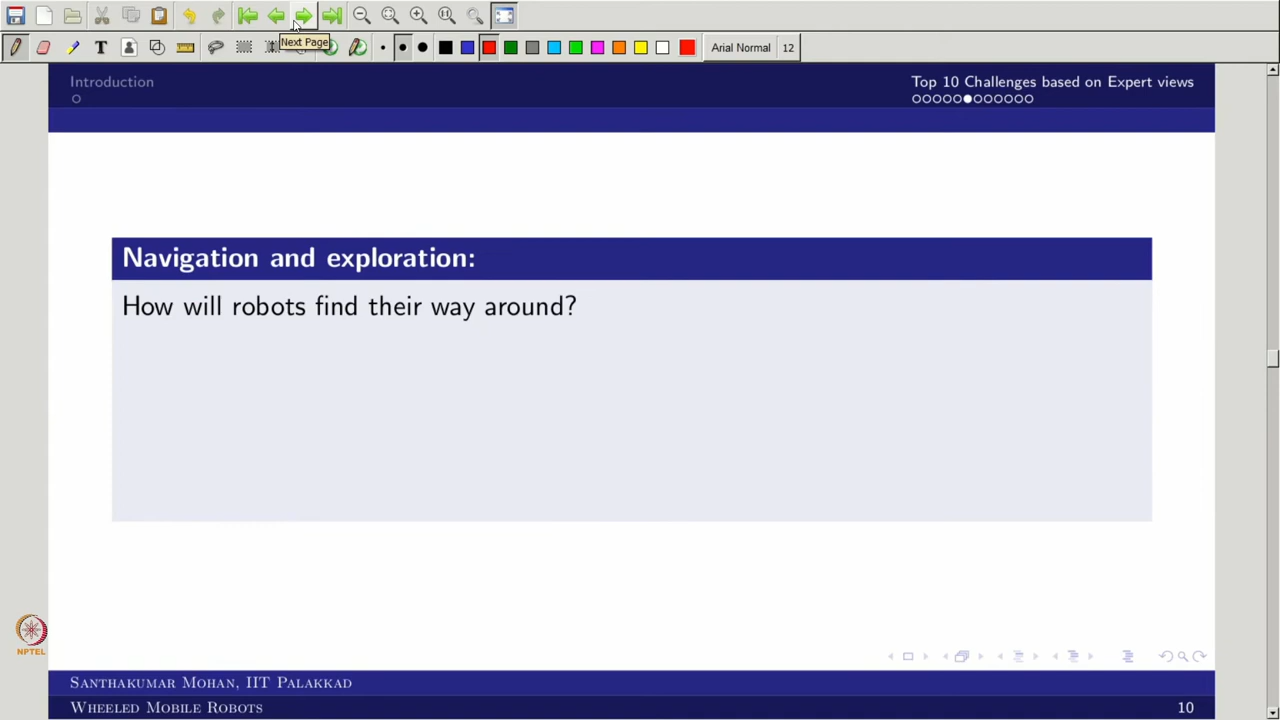 Next Page
Arial Normal 12
Introduction
Top 10 Challenges based on Expert views
Navigation and exploration:
How will robots find their way around?
NPTEL
SANTHAKUMAR MOHAN, IIT PALAKKAD
WHEELED MOBILE ROBOTS
10